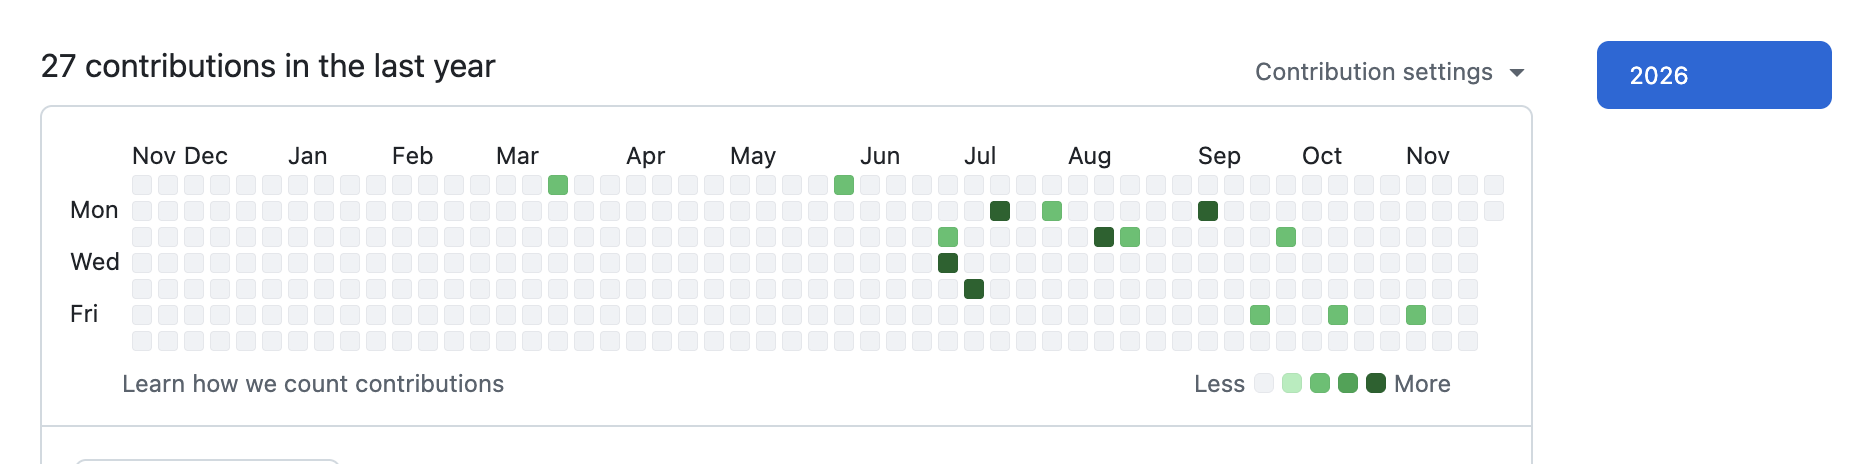 27 contributions in the last year
Contribution settings
2026
Nov Dec Jan Feb Mar Apr May Jun Jul Aug Sep Oct Nov
Mon
Wed
Fri
Learn how we count contributions
Less More